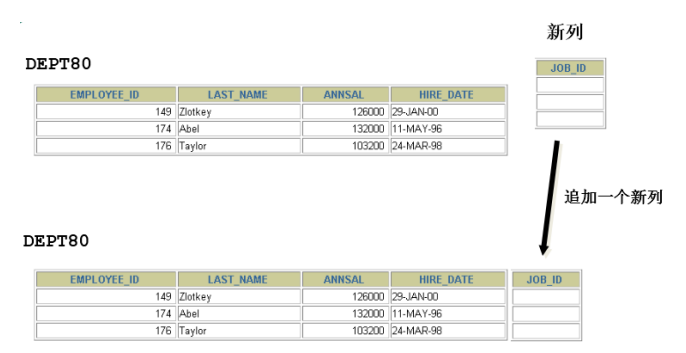 新列
DEPT80
JOB_ID
EMPLOYEE_ID LAST_NAME ANNSAL HIRE_DATE
149 Zlotkey 126000 29-JAN-00
174 Abel 132000 11-MAY-96
176 Taylor 103200 24-MAR-98
追加一个新列
DEPT80
EMPLOYEE_ID LAST_NAME ANNSAL HIRE_DATE JOB_ID
149 Zlotkey 126000 29-JAN-00
174 Abel 132000 11-MAY-96
176 Taylor 103200 24-MAR-98